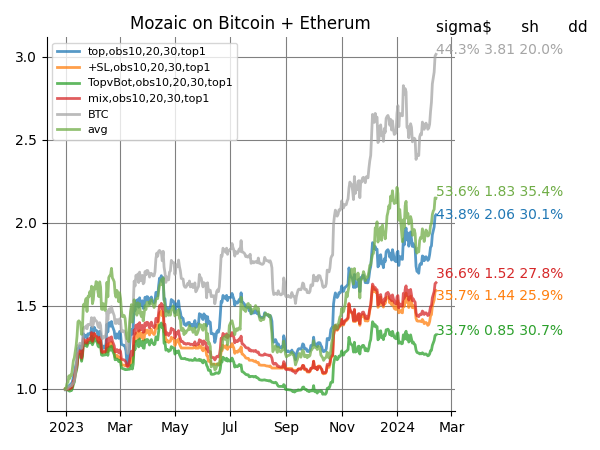 Mozaic on Bitcoin + Etherum
sigma$ sh dd
44.3% 3.81 20.0%
3.0
top,obs10,20,30,top1
+SL,obs10,20,30,top1
TopvBot,obs10,20,30,top1
mix,obs10,20,30,top1
BTC
avg
2.5
53.6% 1.83 35.4%
43.8% 2.06 30.1%
2.0
36.6% 1.52 27.8%
35.7% 1.44 25.9%
1.5
33.7% 0.85 30.7%
1.0
2023 Mar May Jul Sep Nov 2024 Mar